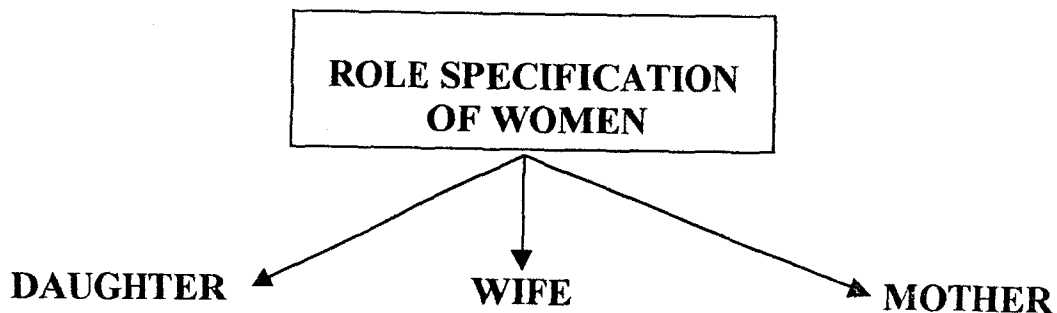 ROLE SPECIFICATION
OF WOMEN
DAUGHTER
WIFE
MOTHER